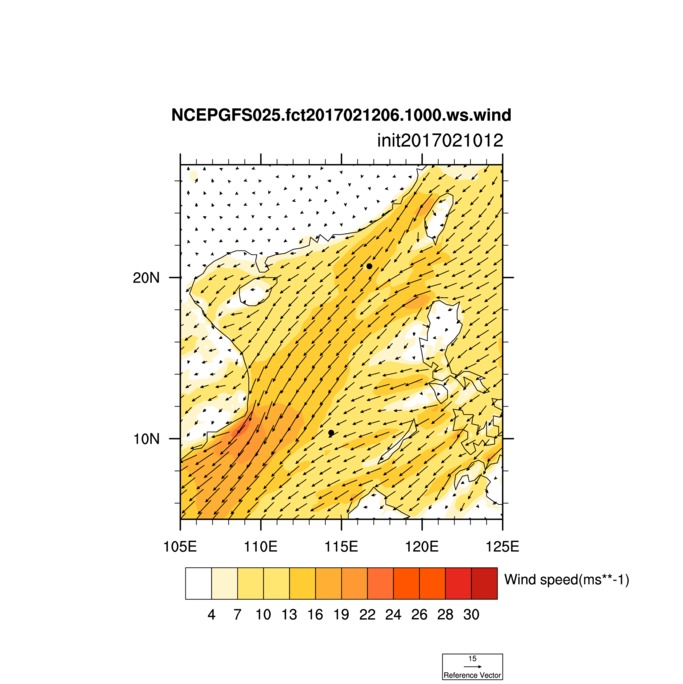 NCEPGFS025.fct2017021206.1000.ws.wind
init2017021012
20N
10N
105E 110E 115E 120E 125E
Wind speed(ms**-1)
4 7 10 13 16 19 22 24 26 28 30
15
Reference Vector